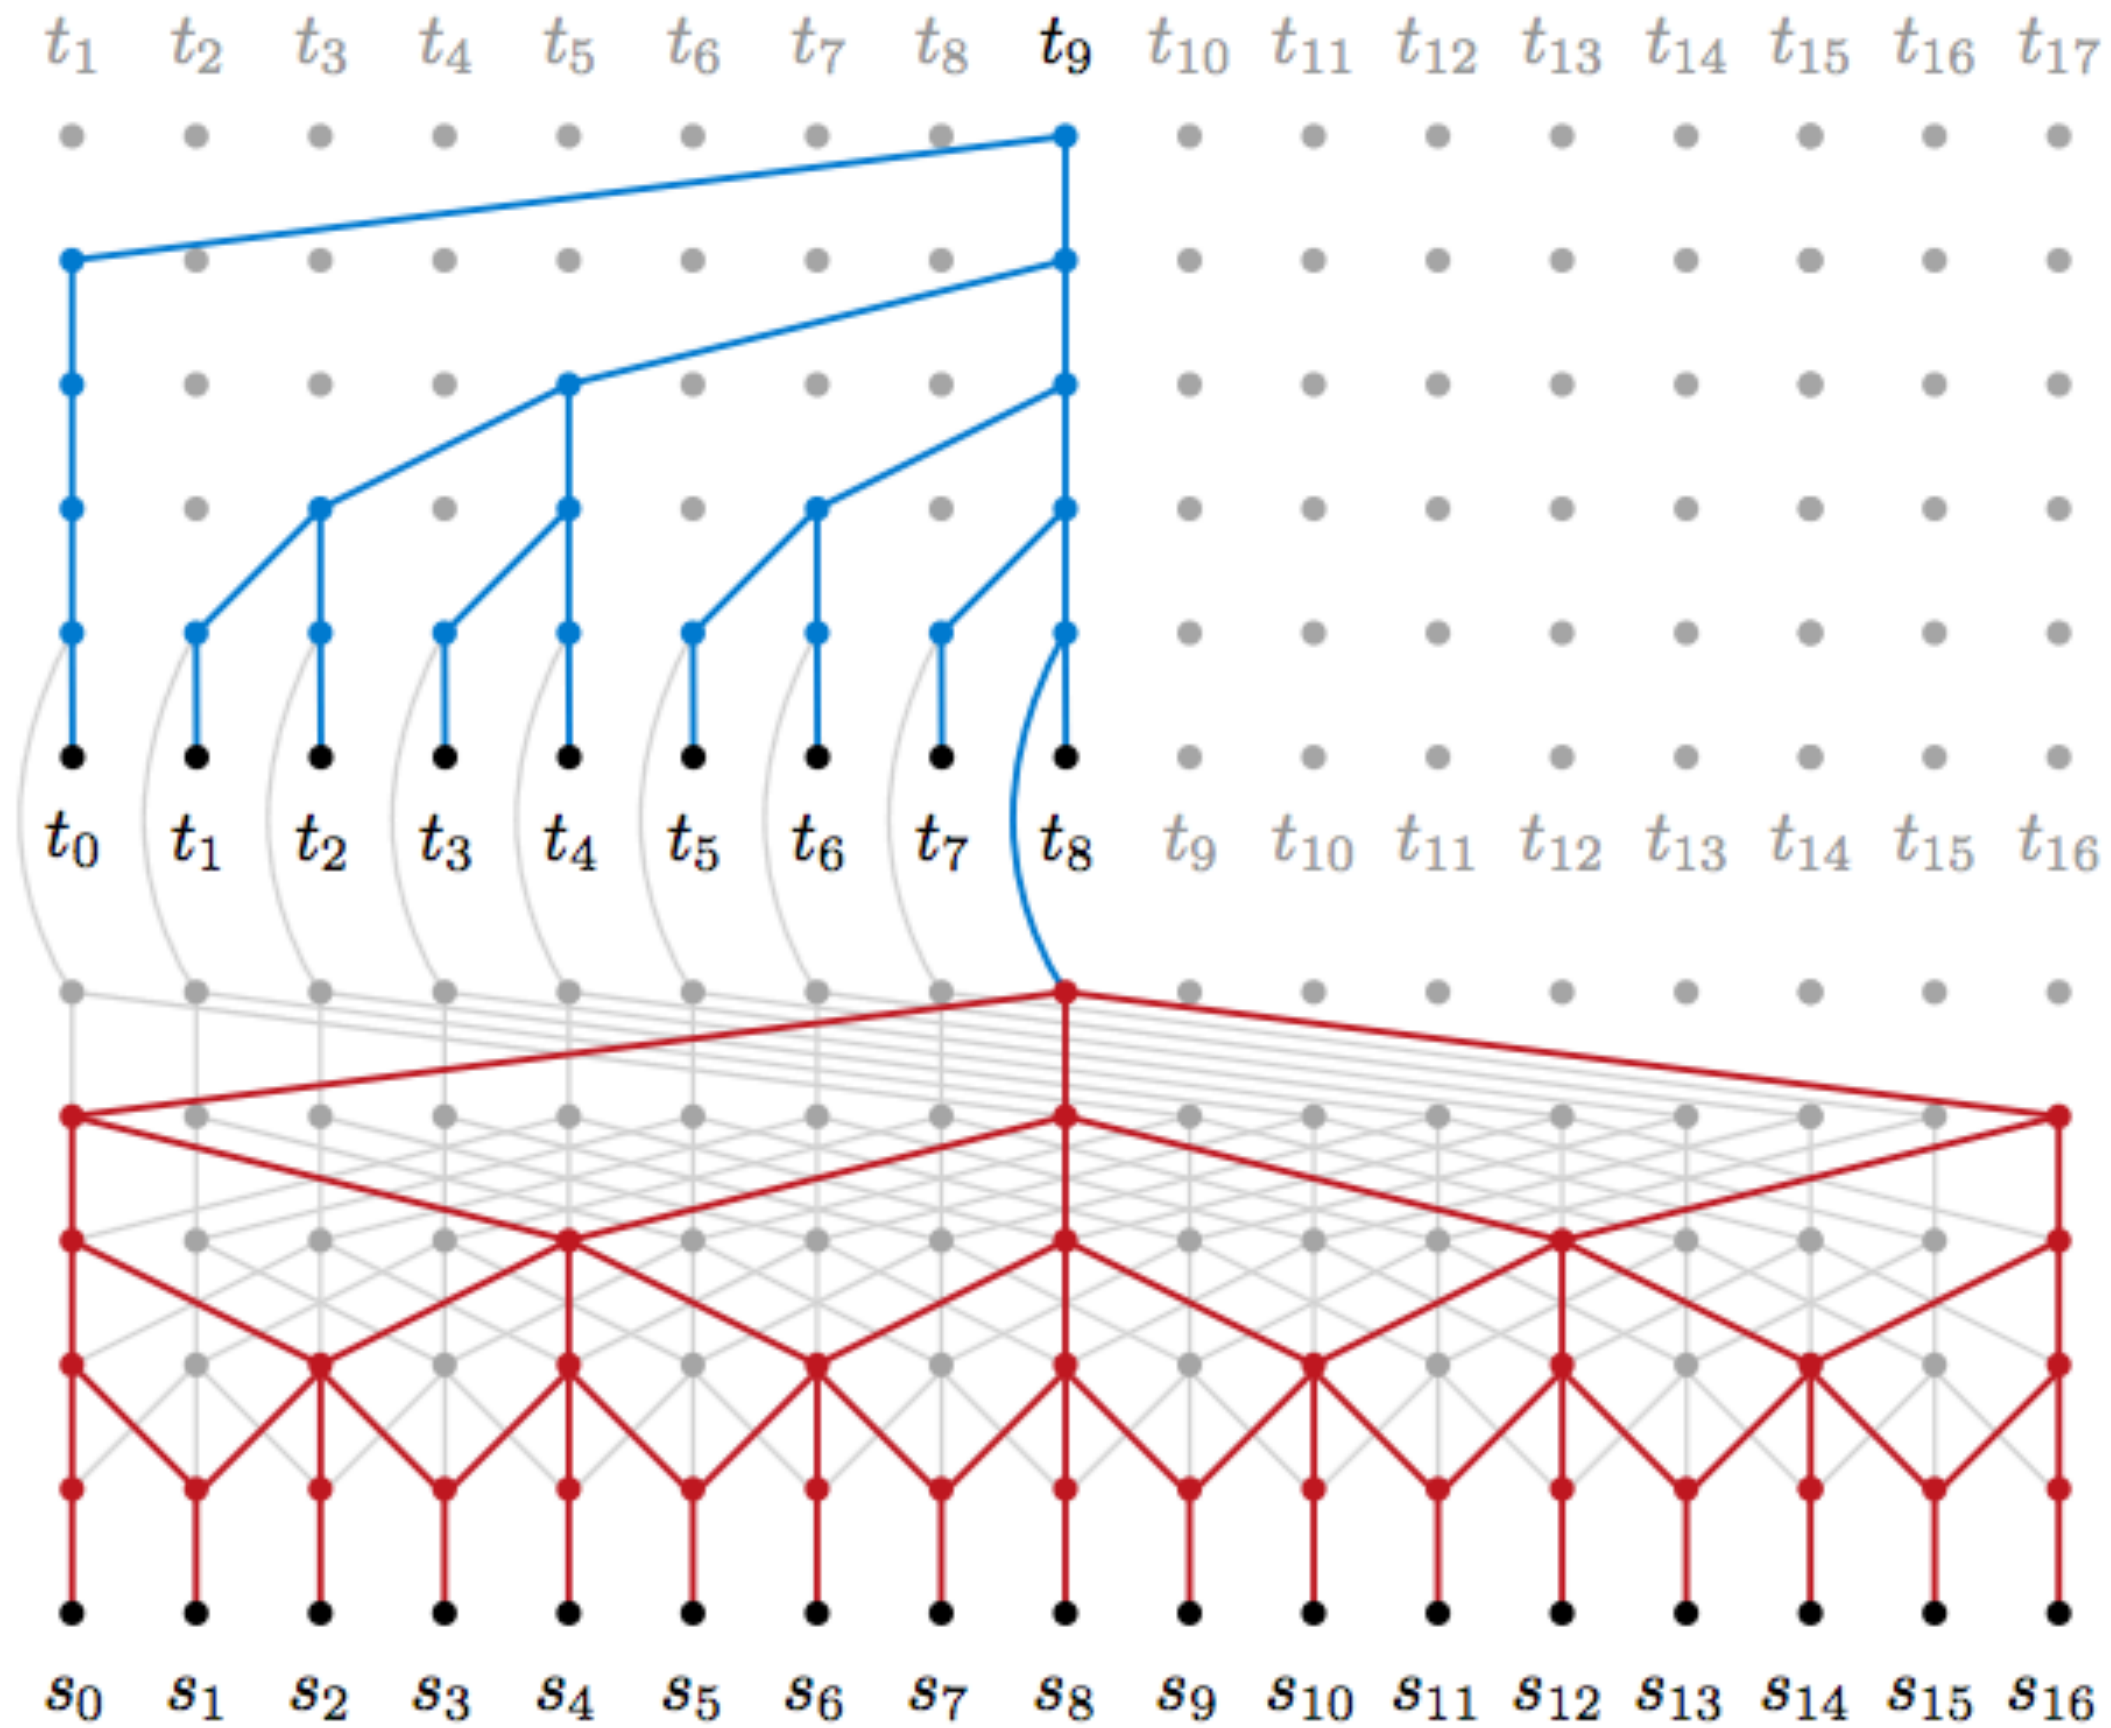 t₁ t₂ t₃ t₄ t₅ t₆ t₇ t₈ t₉ t₁₀ t₁₁ t₁₂ t₁₃ t₁₄ t₁₅ t₁₆ t₁₇
t₀ t₁ t₂ t₃ t₄ t₅ t₆ t₇ t₈ t₉ t₁₀ t₁₁ t₁₂ t₁₃ t₁₄ t₁₅ t₁₆
s₀ s₁ s₂ s₃ s₄ s₅ s₆ s₇ s₈ s₉ s₁₀ s₁₁ s₁₂ s₁₃ s₁₄ s₁₅ s₁₆